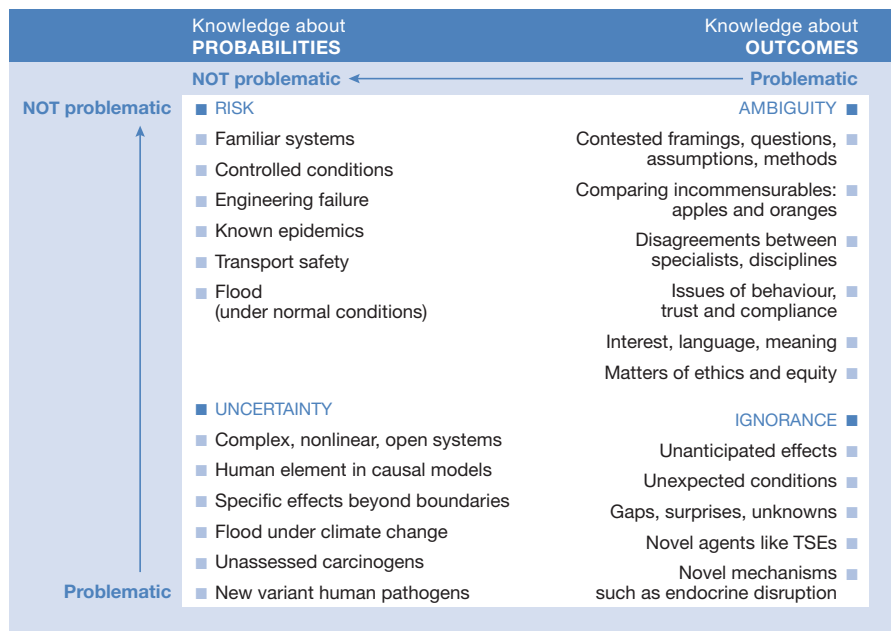 Knowledge about
PROBABILITIES
Knowledge about
OUTCOMES
NOT problematic
Problematic
NOT problematic
RISK
Familiar systems
Controlled conditions
Engineering failure
Known epidemics
Transport safety
Flood
(under normal conditions)
AMBIGUITY
Contested framings, questions,
assumptions, methods
Comparing incommensurables:
apples and oranges
Disagreements between
specialists, disciplines
Issues of behaviour,
trust and compliance
Interest, language, meaning
Matters of ethics and equity
UNCERTAINTY
Complex, nonlinear, open systems
Human element in causal models
Specific effects beyond boundaries
Flood under climate change
Unassessed carcinogens
New variant human pathogens
IGNORANCE
Unanticipated effects
Unexpected conditions
Gaps, surprises, unknowns
Novel agents like TSEs
Novel mechanisms
such as endocrine disruption
Problematic